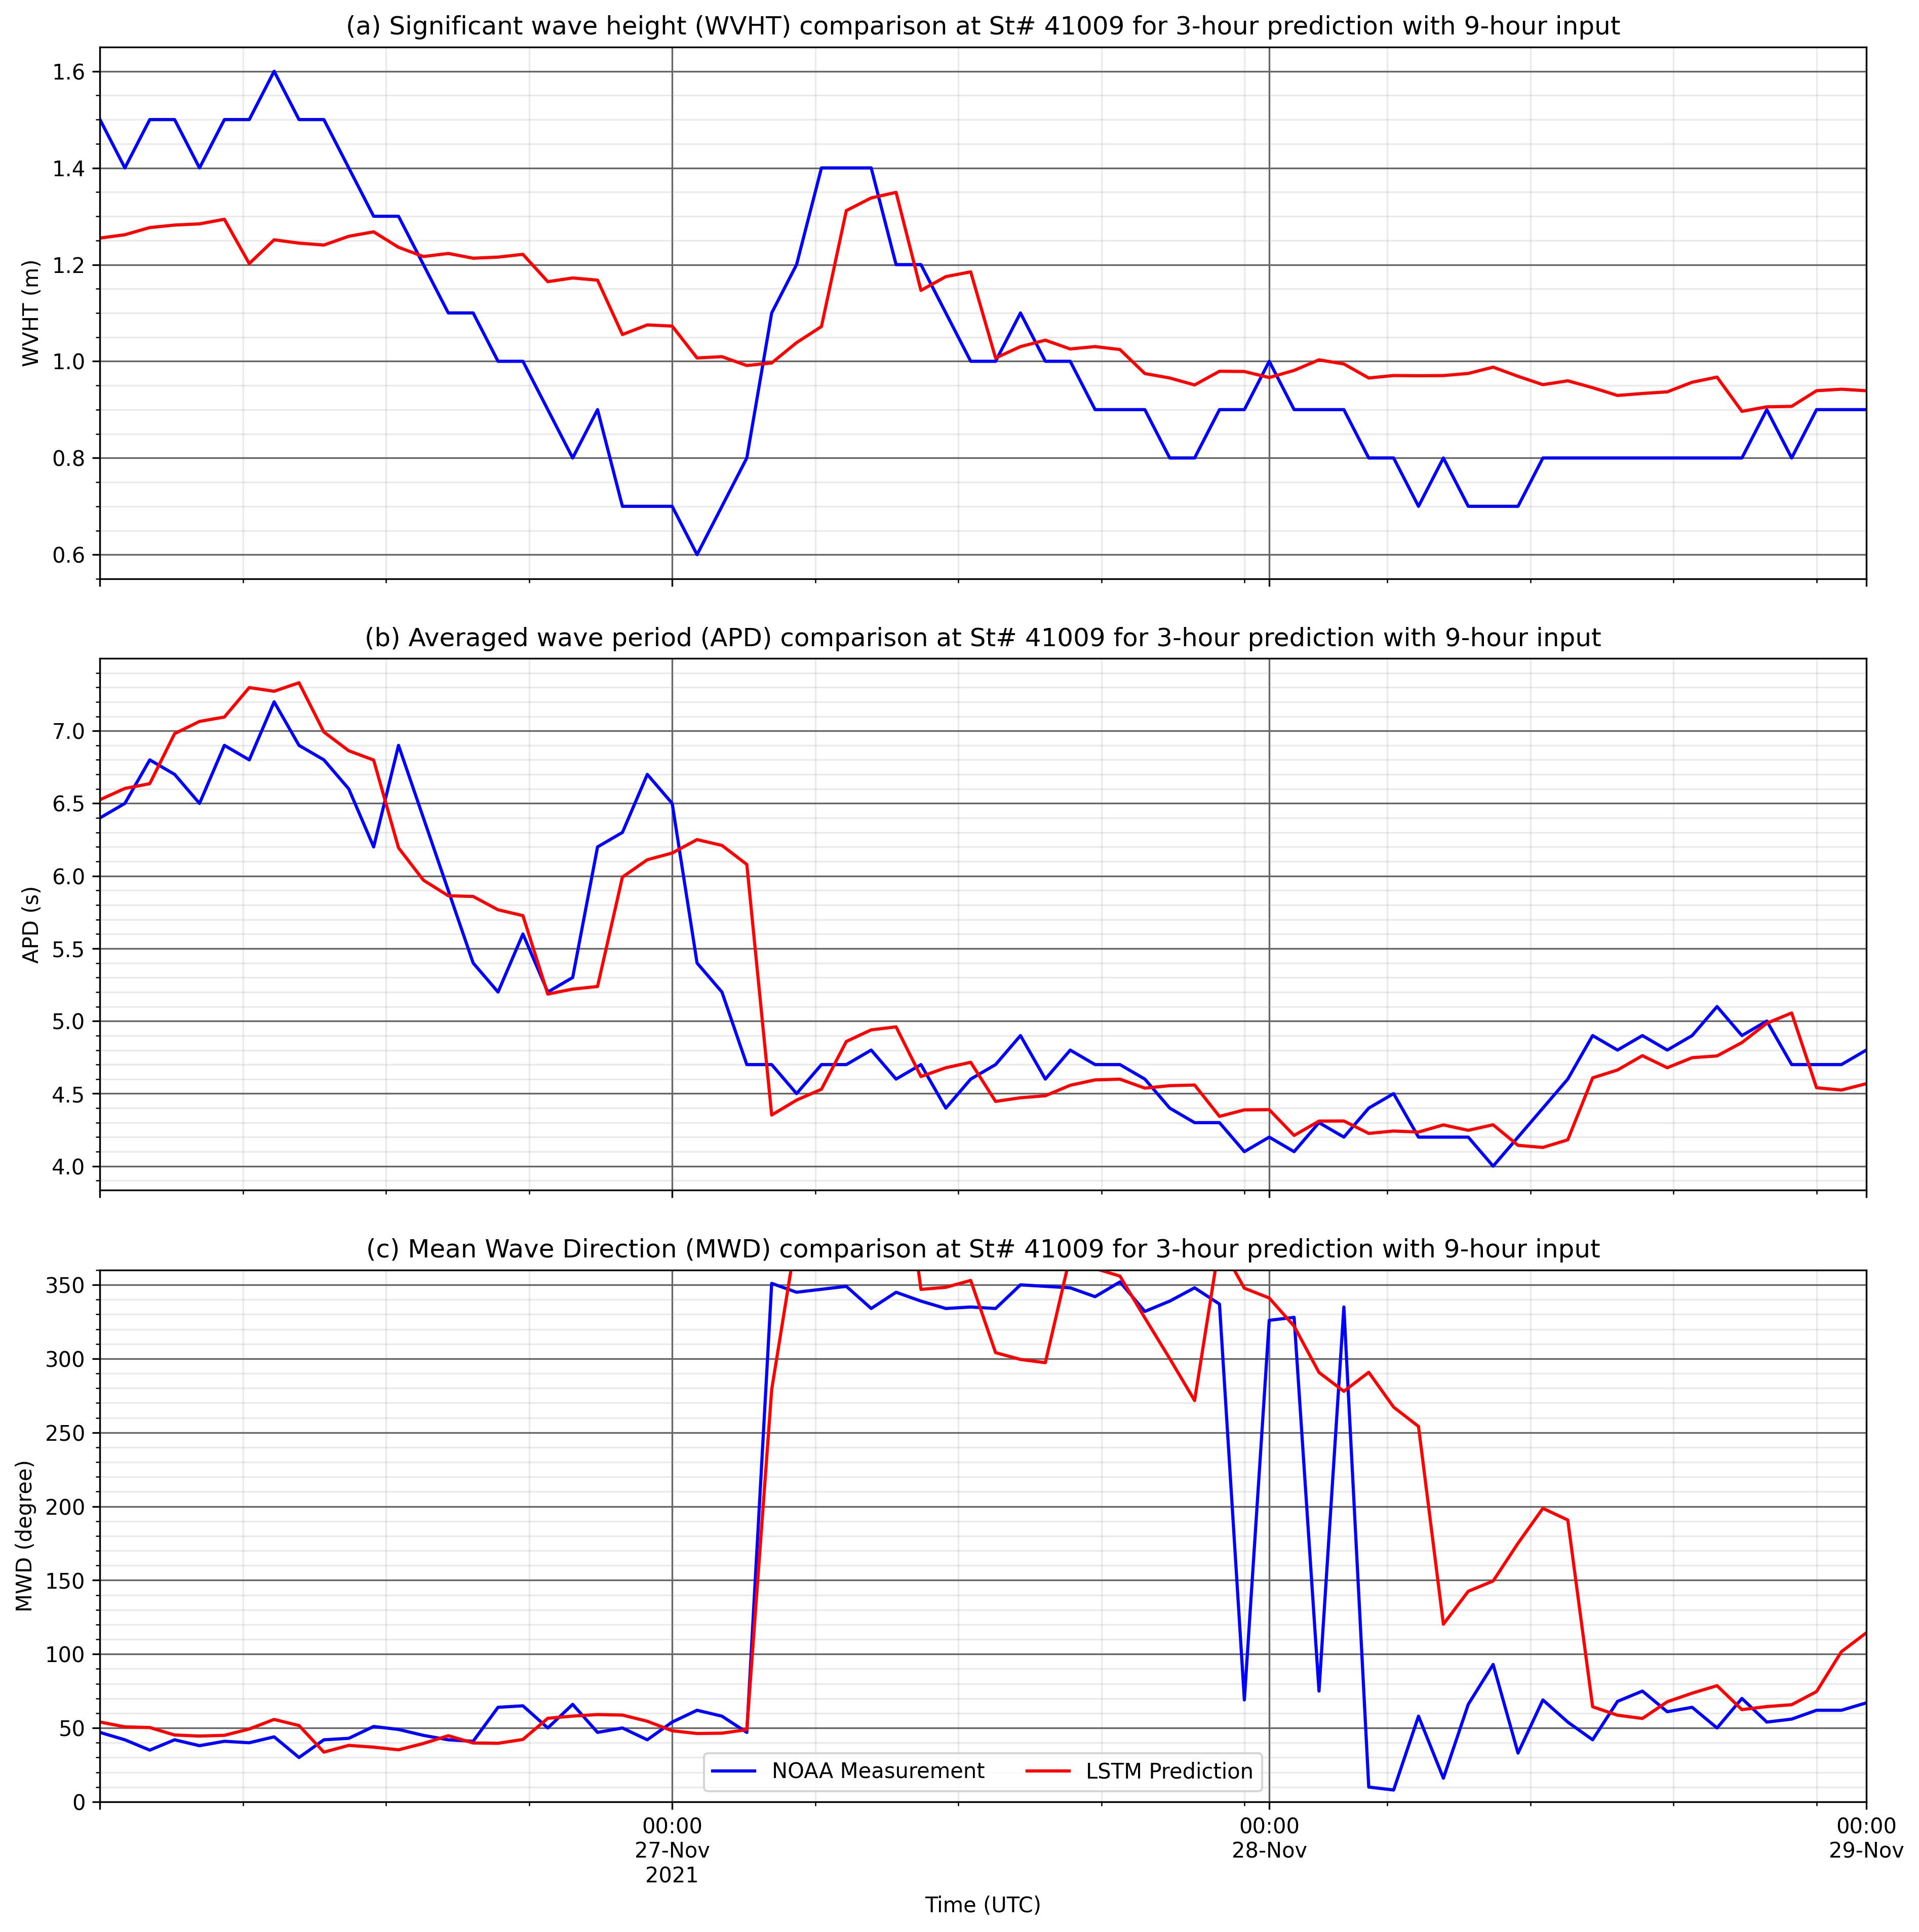 (a) Significant wave height (WVHT) comparison at St# 41009 for 3-hour prediction with 9-hour input
1.6
1.4
1.2
1.0
0.8
0.6
WVHT (m)
(b) Averaged wave period (APD) comparison at St# 41009 for 3-hour prediction with 9-hour input
7.0
6.5
6.0
5.5
5.0
4.5
4.0
APD (s)
(c) Mean Wave Direction (MWD) comparison at St# 41009 for 3-hour prediction with 9-hour input
350
300
250
200
150
100
50
0
MWD (degree)
NOAA Measurement
LSTM Prediction
00:00
27-Nov
2021
00:00
28-Nov
00:00
29-Nov
Time (UTC)